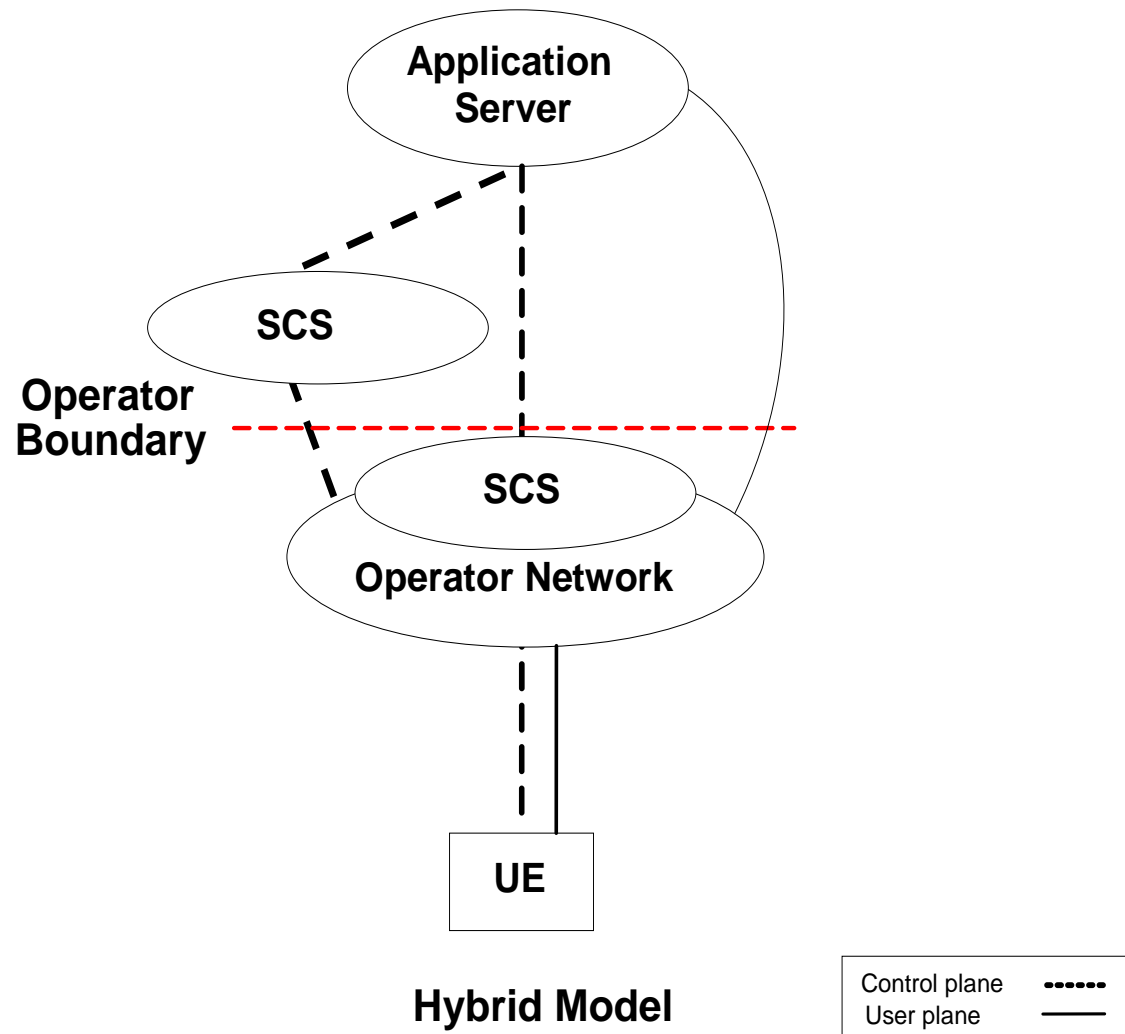 Application
Server
SCS
Operator
Boundary
SCS
Operator Network
UE
Hybrid Model
Control plane
User plane